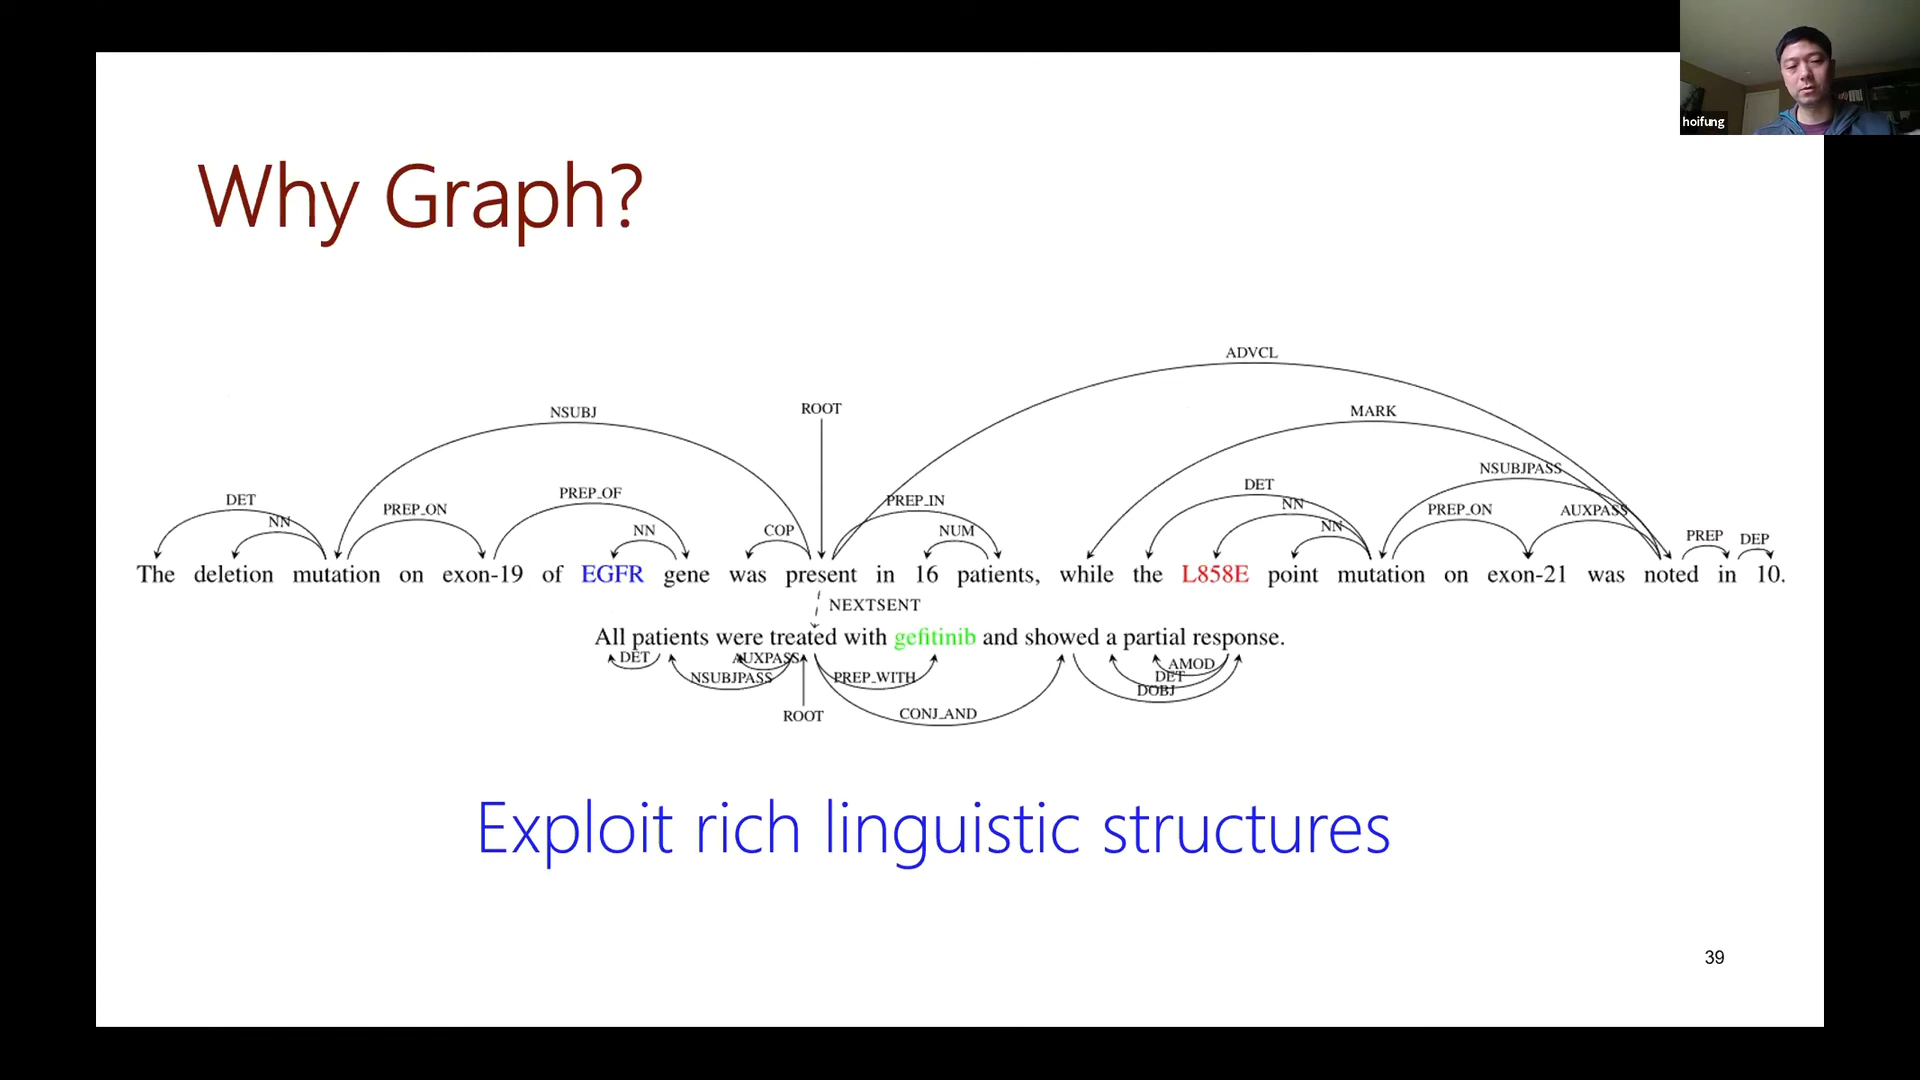 hoifung
Why Graph?
ADVCL
NSUBJ ROOT MARK
NSUBJPASS
DET PREP_OF PREP_IN DET
NN PREP_ON NN COP NUM NN NN PREP_ON AUXPASS PREP DEP
The deletion mutation on exon-19 of EGFR gene was present in 16 patients, while the L858E point mutation on exon-21 was noted in 10.
NEXTSENT
All patients were treated with gefitinib and showed a partial response.
DET AUXPASS AMOD
NSUBJPASS PREP_WITH DET
DOBJ
ROOT CONJ_AND
Exploit rich linguistic structures
39